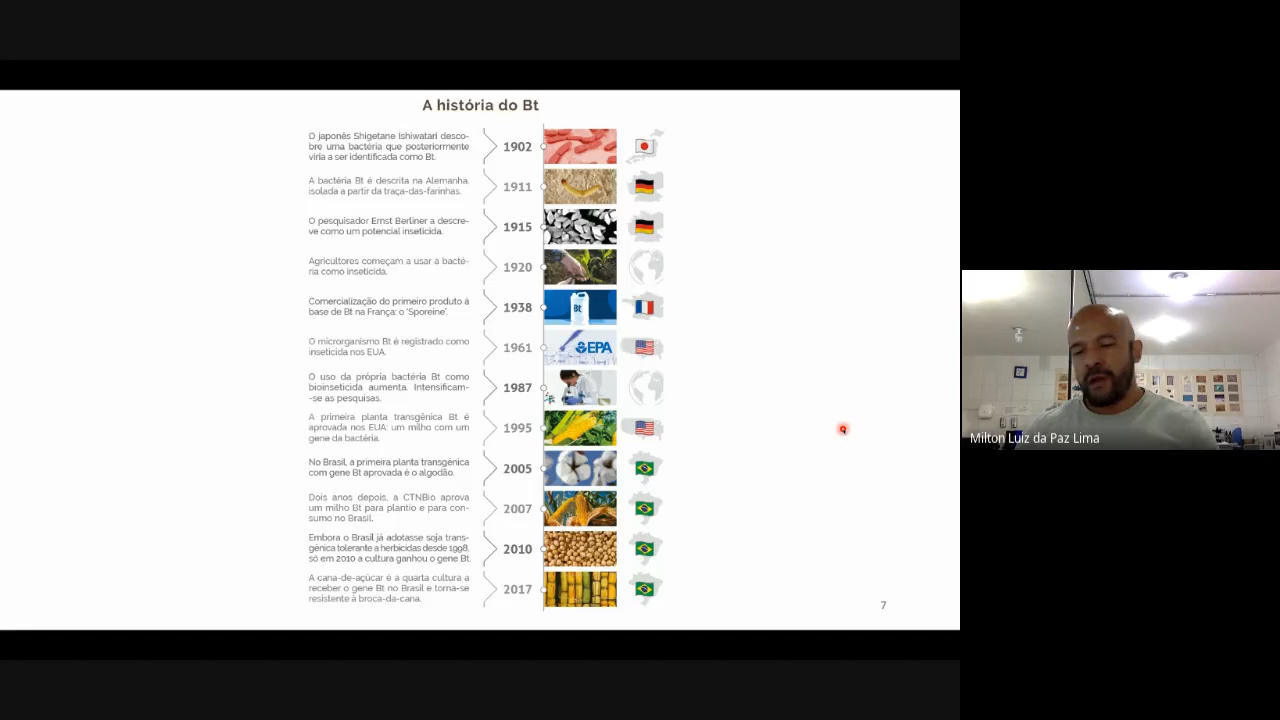 A história do Bt
O japonês Shigetane Ishiwatari desco-
bre uma bactéria que posteriormente
viria a ser identificada como Bt.
1902
A bactéria Bt é descrita na Alemanha,
isolada a partir da traça-das-farinhas.
1911
O pesquisador Ernst Berliner a descre-
ve como um potencial inseticida.
1915
Agricultores começam a usar a bacté-
ria como inseticida.
1920
Comercialização do primeiro produto à
base de Bt na França: o 'Sporeine'.
1938
Bt
O microrganismo Bt é registrado como
inseticida nos EUA.
1961
EPA
O uso da própria bactéria Bt como
bioinseticida aumenta. Intensificam-
-se as pesquisas.
1987
A primeira planta transgênica Bt é
aprovada nos EUA: um milho com um
gene da bactéria.
1995
No Brasil, a primeira planta transgênica
com gene Bt aprovada é o algodão.
2005
Dois anos depois, a CTNBio aprova
um milho Bt para plantio e para con-
sumo no Brasil.
2007
Embora o Brasil já adotasse soja trans-
gênica tolerante a herbicidas desde 1998,
só em 2010 a cultura ganhou o gene Bt.
2010
A cana-de-açúcar é a quarta cultura a
receber o gene Bt no Brasil e torna-se
resistente à broca-da-cana.
2017
7
Milton Luiz da Paz Lima